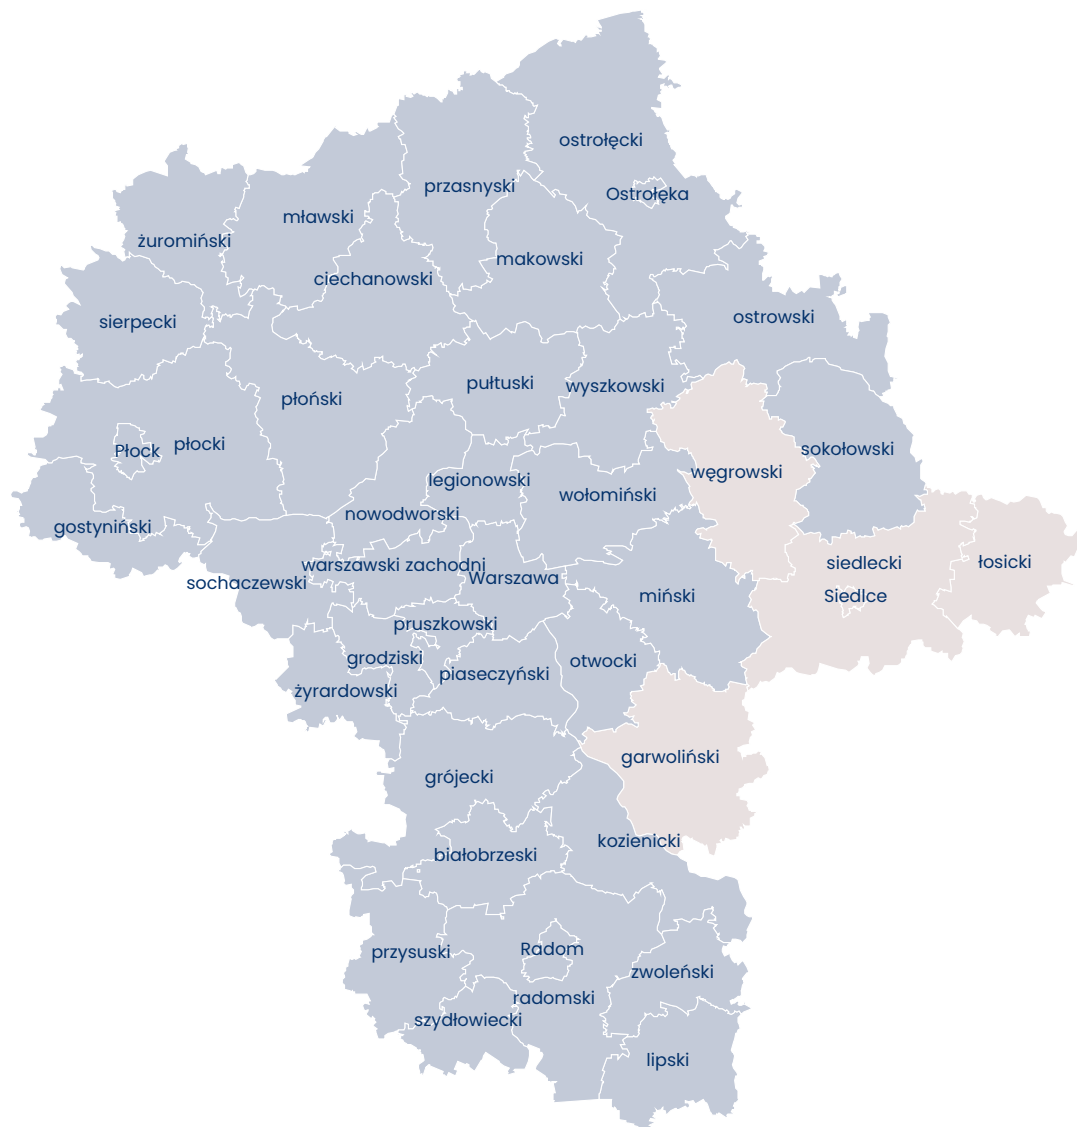 ostrołęcki
przasnyski
Ostrołęka
mławski
żuromiński
makowski
ciechanowski
ostrowski
sierpecki
pułtuski
wyszkowski
płoński
płocki
Płock
sokołowski
węgrowski
legionowski
wołomiński
nowodworski
gostyniński
siedlecki
łosicki
warszawski zachodni
Warszawa
sochaczewski
miński
Siedlce
pruszkowski
grodziski
otwocki
piaseczyński
żyrardowski
garwoliński
grójecki
kozienicki
białobrzeski
Radom
przysuski
zwoleński
radomski
szydłowiecki
lipski